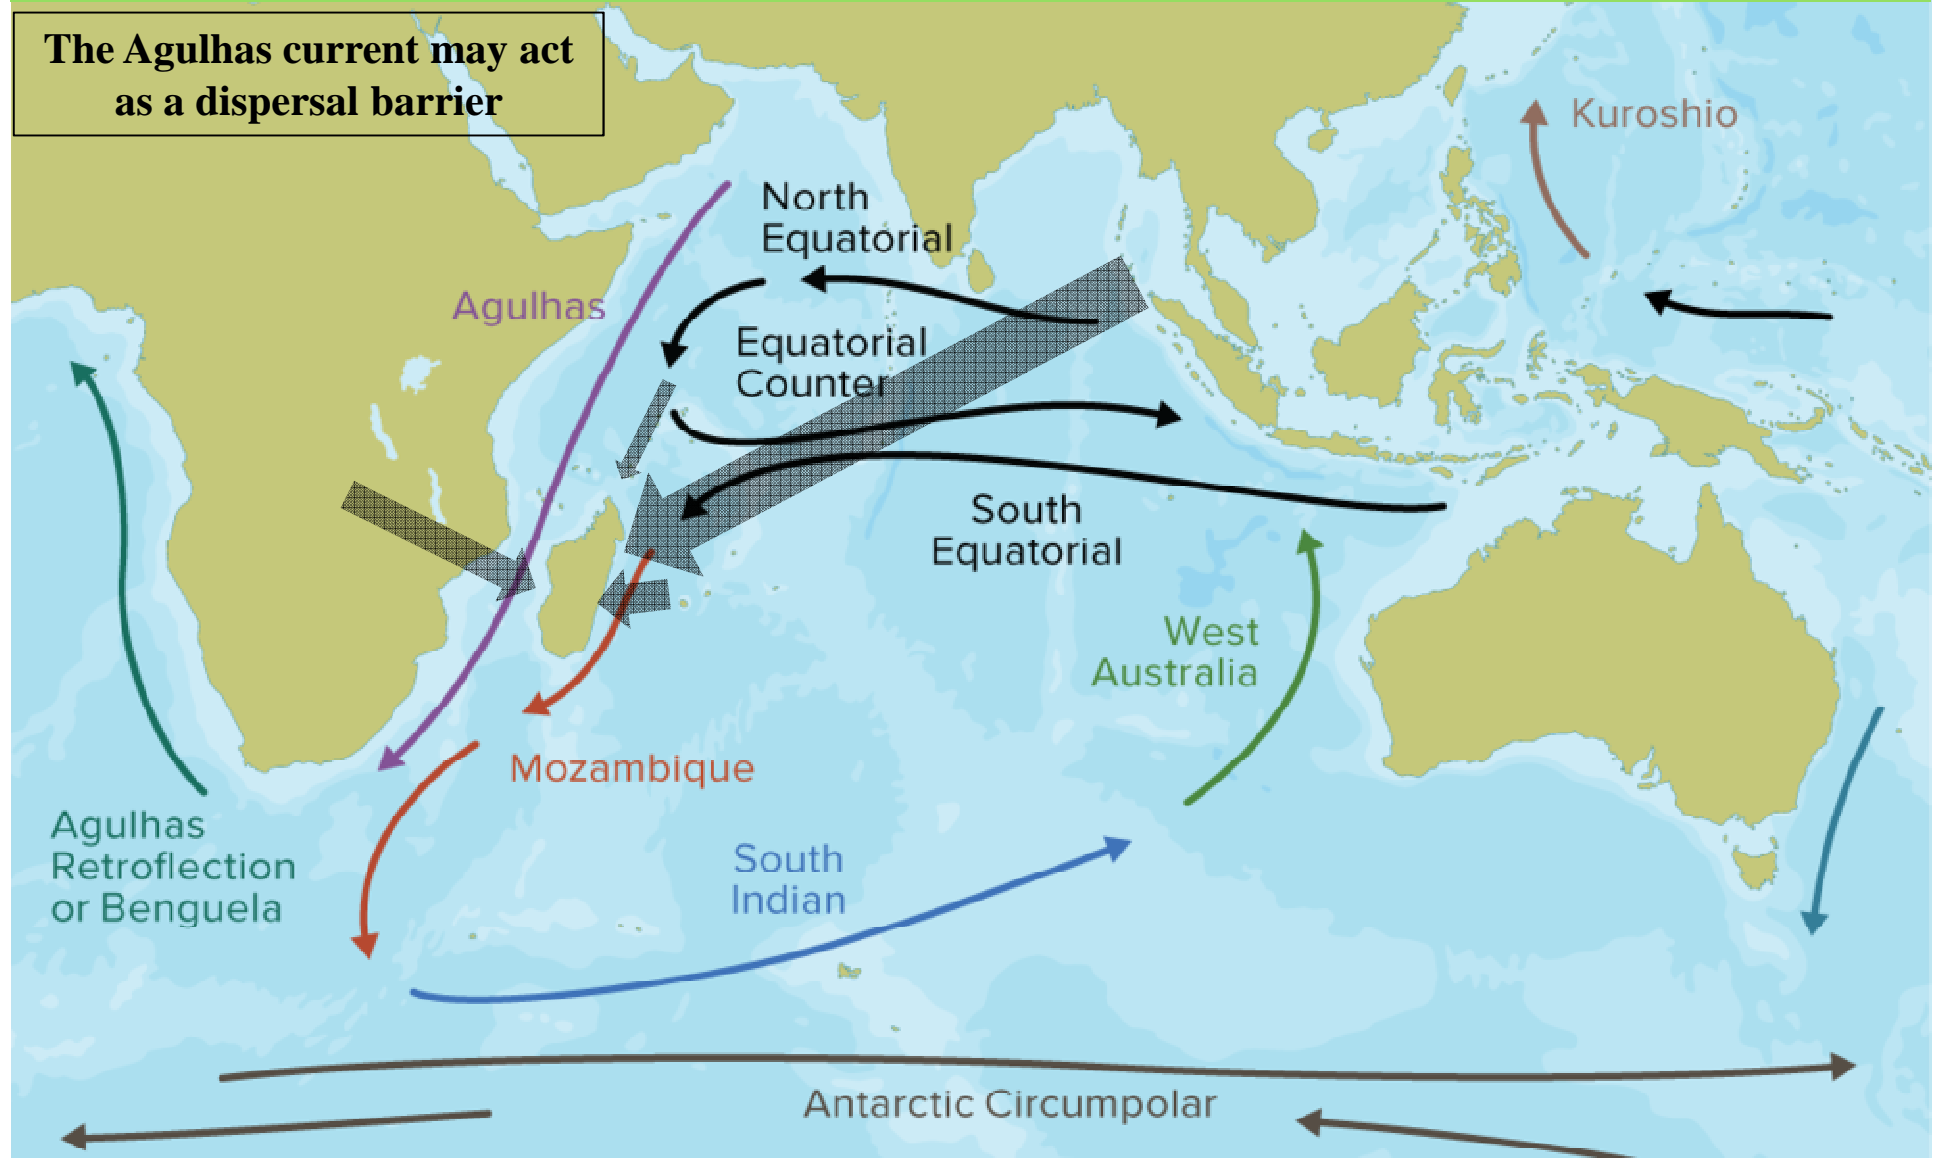 The Agulhas current may act
as a dispersal barrier
Kuroshio
North
Equatorial
Agulhas
Equatorial
Counter
South
Equatorial
West
Australia
Mozambique
Agulhas
Retroflection
or Benguela
South
Indian
Antarctic Circumpolar